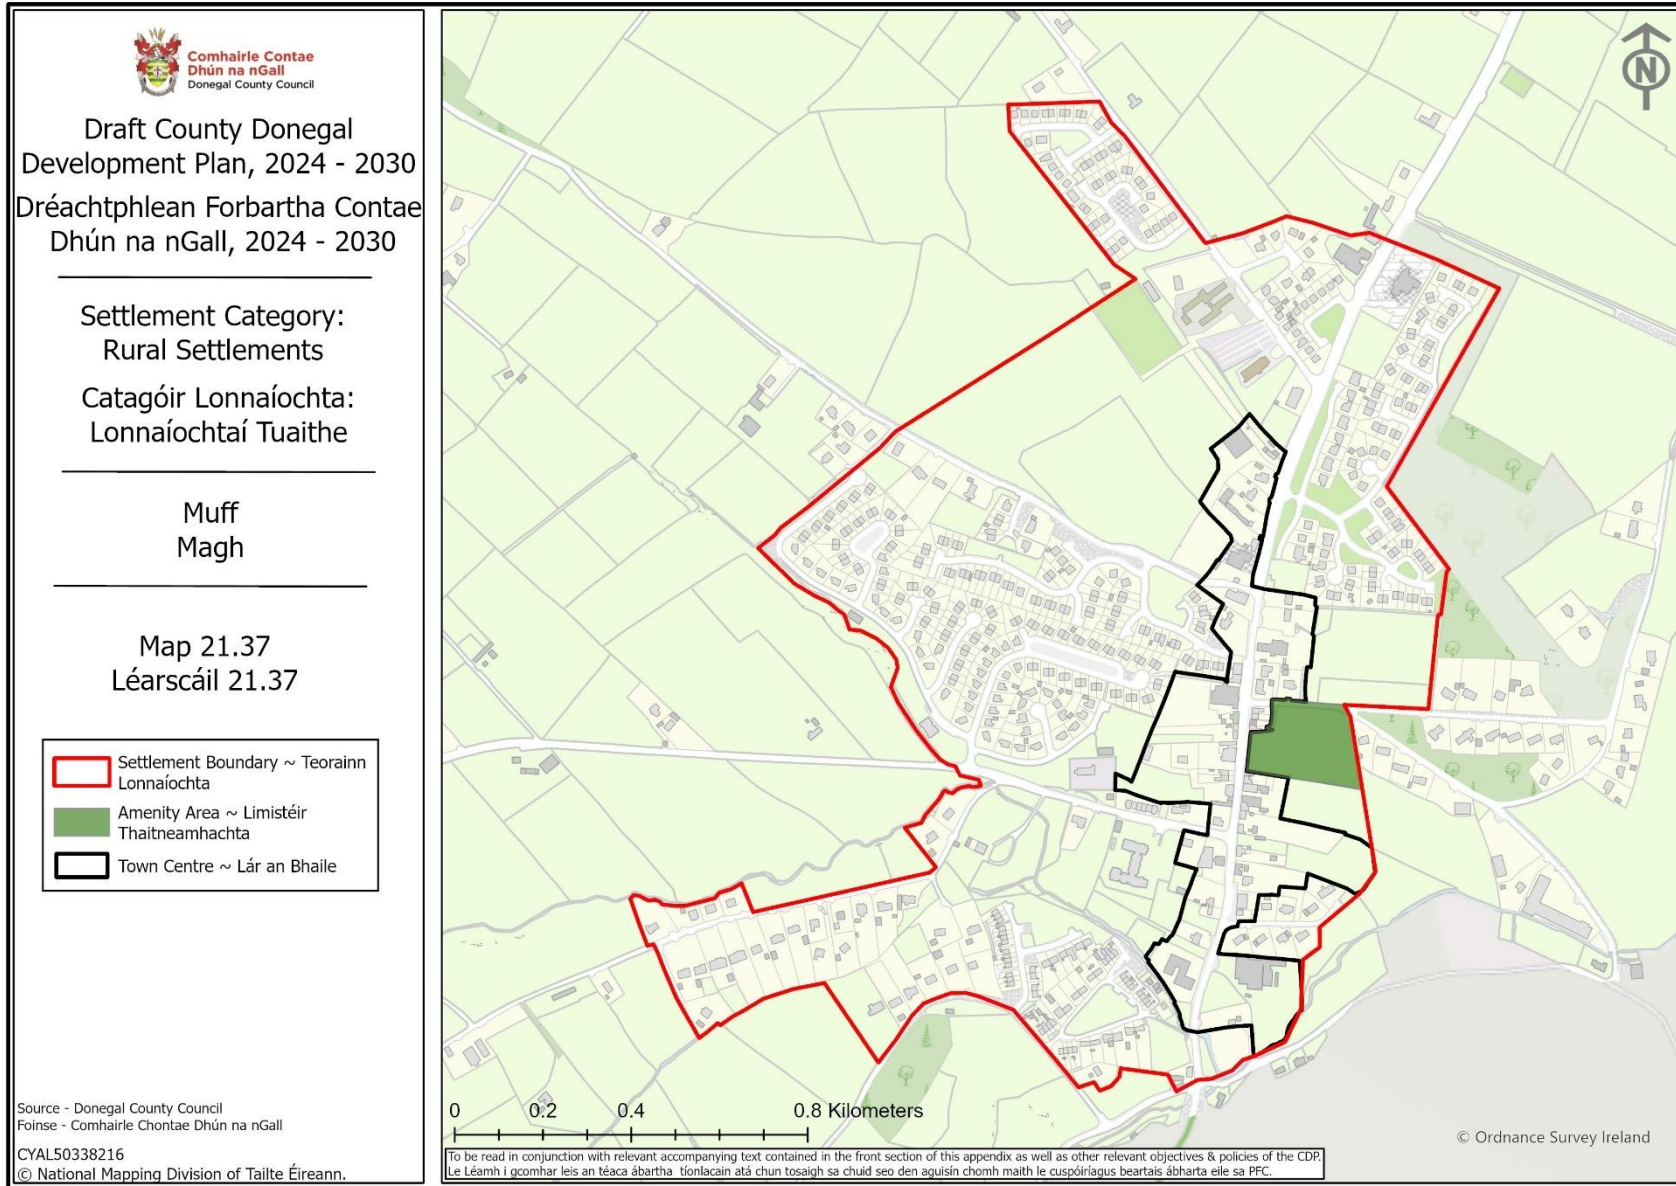 Comhairle Contae
Dhún na nGall
Donegal County Council
Draft County Donegal
Development Plan, 2024 - 2030
Dréachtphlean Forbartha Contae
Dhún na nGall, 2024 - 2030
Settlement Category:
Rural Settlements
Catagóir Lonnaíochta:
Lonnaíochtaí Tuaithe
Muff
Magh
Map 21.37
Léarscáil 21.37
Settlement Boundary ~ Teorainn
Lonnaíochta
Amenity Area ~ Limistéir
Thaitneamhachta
Town Centre ~ Lár an Bhaile
Source - Donegal County Council
Foinse - Comhairle Chontae Dhún na nGall
CYAL50338216
© National Mapping Division of Tailte Éireann.
N
0 0.2 0.4 0.8 Kilometers
© Ordnance Survey Ireland
To be read in conjunction with relevant accompanying text contained in the front section of this appendix as well as other relevant objectives & policies of the CDP.
Le Léamh i gcomhar leis an téaca ábartha tíonlacain atá chun tosaigh sa chuid seo den aguisín chomh maith le cuspóiríagus beartais ábharta eile sa PFC.